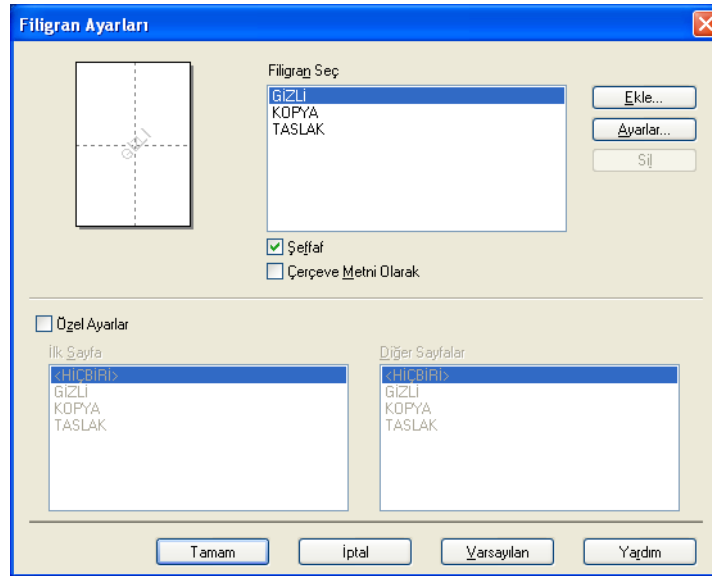 Filigran Ayarları
GİZLİ
Filigran Seç
GİZLİ
KOPYA
TASLAK
Ekle...
Ayarlar...
Sil
Şeffaf
Çerçeve Metni Olarak
Özel Ayarlar
İlk Sayfa
<HİÇBİRİ>
GİZLİ
KOPYA
TASLAK
Diğer Sayfalar
<HİÇBİRİ>
GİZLİ
KOPYA
TASLAK
Tamam
İptal
Varsayılan
Yardım